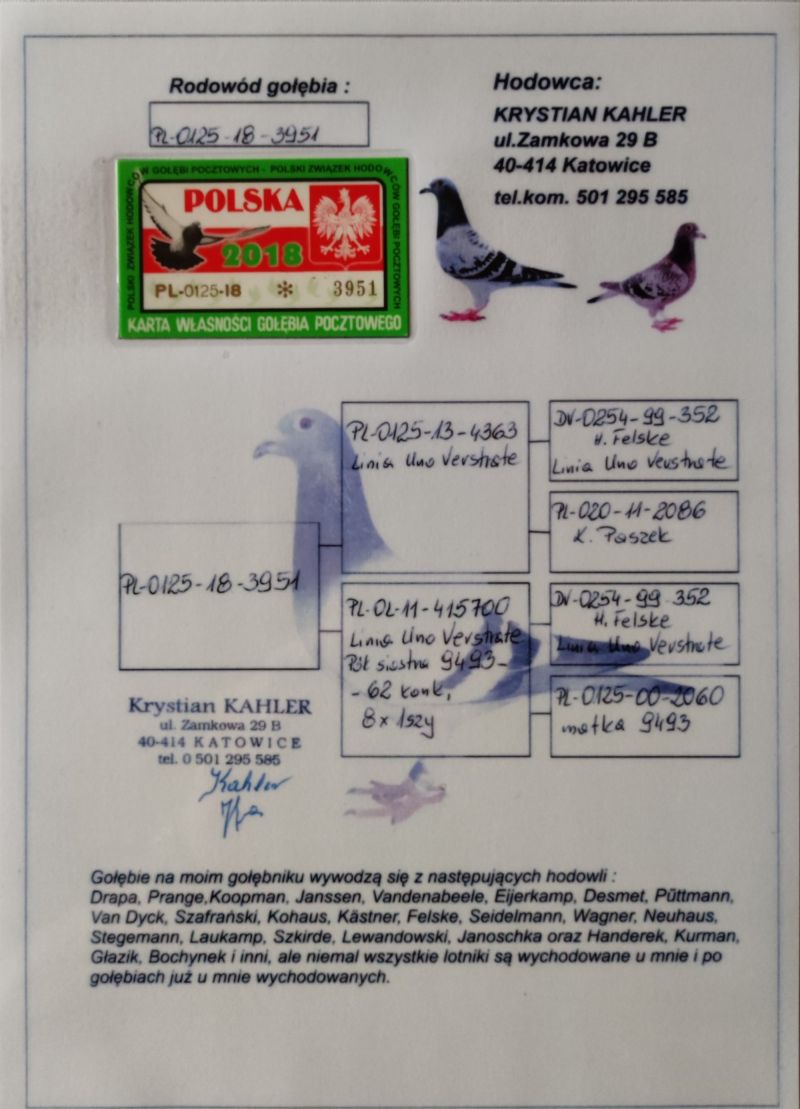 Rodowód gołębia :
PL-0125-18-3951
Hodowca:
KRYSTIAN KAHLER
ul.Zamkowa 29 B
40-414 Katowice
tel.kom. 501 295 585
POLSKI ZWIĄZEK HODOWCÓW GOŁĘBI POCZTOWYCH - POLSKI ZWIĄZEK HODOWCÓW GOŁĘBI POCZTOWYCH
POLSKA
2018
PL-0125-18 * 3951
KARTA WŁASNOŚCI GOŁĘBIA POCZTOWEGO
PL-0125-18-3951
PL-0125-13-4363
Linia Uno Verstrate
DV-0254-99-352
H. Felske
Linia Uno Verstrate
PL-020-11-2086
K. Paszek
PL-OL-11-415700
Linia Uno Verstrate
Pół siostra 9493-
-62 konk,
8x1szy
DV-0254-99 352
H. Felske
Linia Uno Verstrate
PL-0125-00-2060
matka 9493
Krystian KAHLER
ul. Zamkowa 29 B
40-414 KATOWICE
tel. 0 501 295 585
Kahler
Gołębie na moim gołębniku wywodzą się z następujących hodowli :
Drapa, Prange,Koopman, Janssen, Vandenabeele, Eijerkamp, Desmet, Püttmann,
Van Dyck, Szafrański, Kohaus, Kästner, Felske, Seidelmann, Wagner, Neuhaus,
Stegemann, Laukamp, Szkirde, Lewandowski, Janoschka oraz Handerek, Kurman,
Głazik, Bochynek i inni, ale niemal wszystkie lotniki są wychodowane u mnie i po
gołębiach już u mnie wychodowanych.